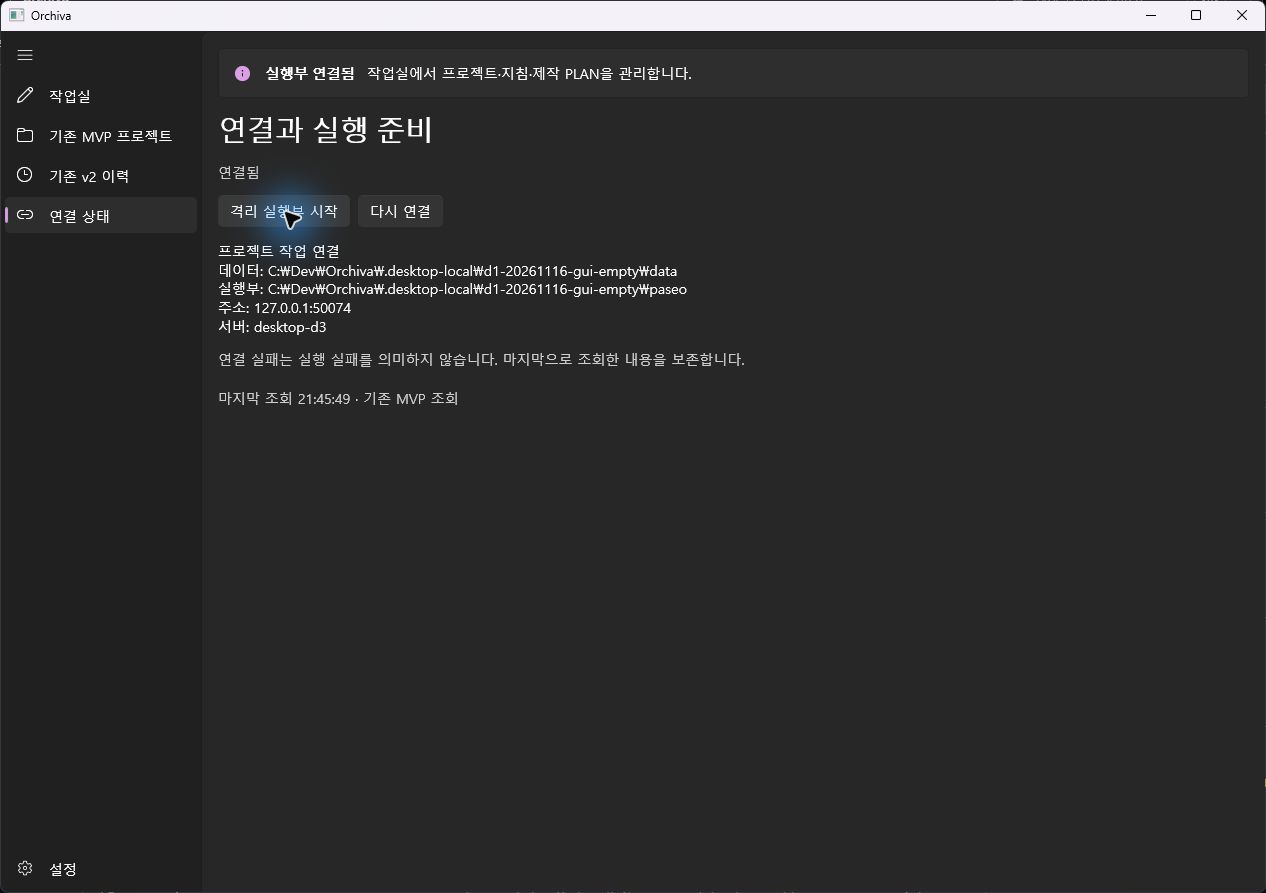 Orchiva
작업실
기존 MVP 프로젝트
기존 v2 이력
연결 상태
설정
실행부 연결됨 작업실에서 프로젝트·지침·제작 PLAN을 관리합니다.
연결과 실행 준비
연결됨
격리 실행부 시작 다시 연결
프로젝트 작업 연결
데이터: C:₩Dev₩Orchiva₩.desktop-local₩d1-20261116-gui-empty₩data
실행부: C:₩Dev₩Orchiva₩.desktop-local₩d1-20261116-gui-empty₩paseo
주소: 127.0.0.1:50074
서버: desktop-d3
연결 실패는 실행 실패를 의미하지 않습니다. 마지막으로 조회한 내용을 보존합니다.
마지막 조회 21:45:49 · 기존 MVP 조회